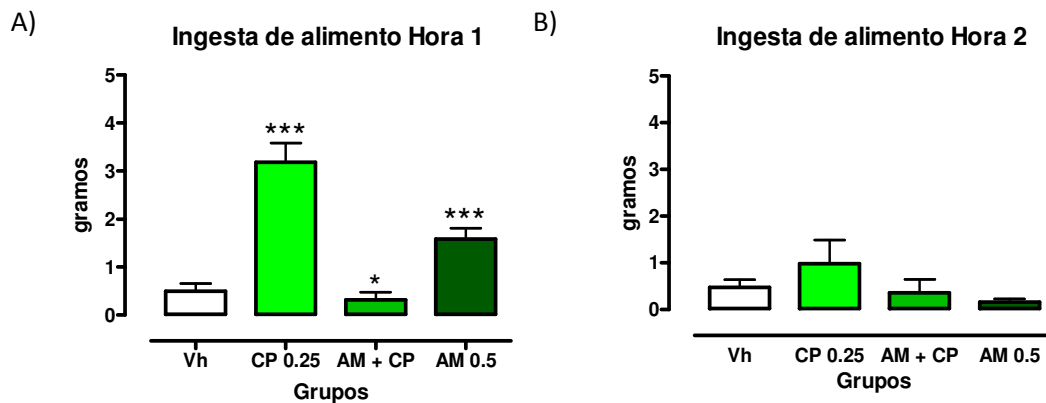 A)
Ingesta de alimento Hora 1
5
4
3
2
1
0
gramos
***
*
***
Vh CP 0.25 AM + CP AM 0.5
Grupos
B)
Ingesta de alimento Hora 2
5
4
3
2
1
0
gramos
Vh CP 0.25 AM + CP AM 0.5
Grupos